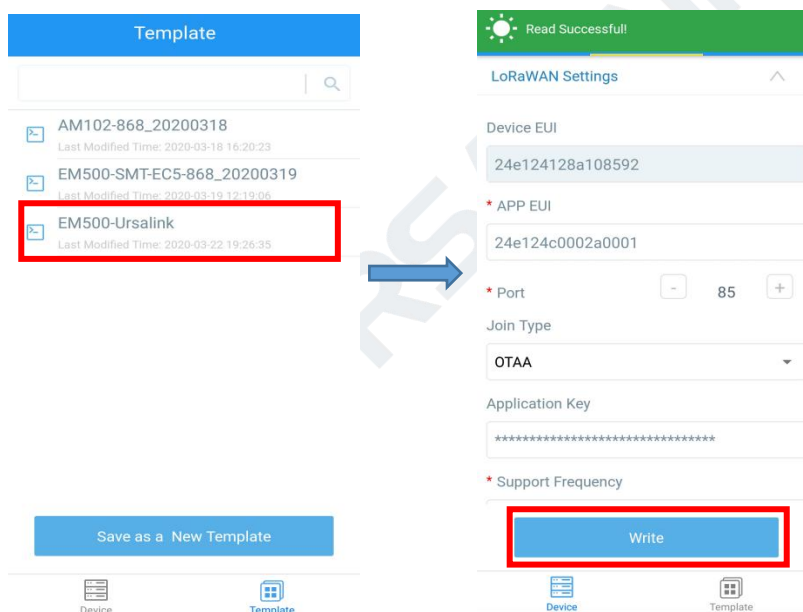 Template
AM102-868_20200318
Last Modified Time: 2020-03-18 16:20:23
EM500-SMT-EC5-868_20200319
Last Modified Time: 2020-03-19 12:19:06
EM500-Ursalink
Last Modified Time: 2020-03-22 19:26:35
Save as a New Template
Device
Template
Read Successful!
LoRaWAN Settings
Device EUI
24e124128a108592
* APP EUI
24e124c0002a0001
* Port
- 85 +
Join Type
OTAA
Application Key
********************************
* Support Frequency
Write
Device
Template